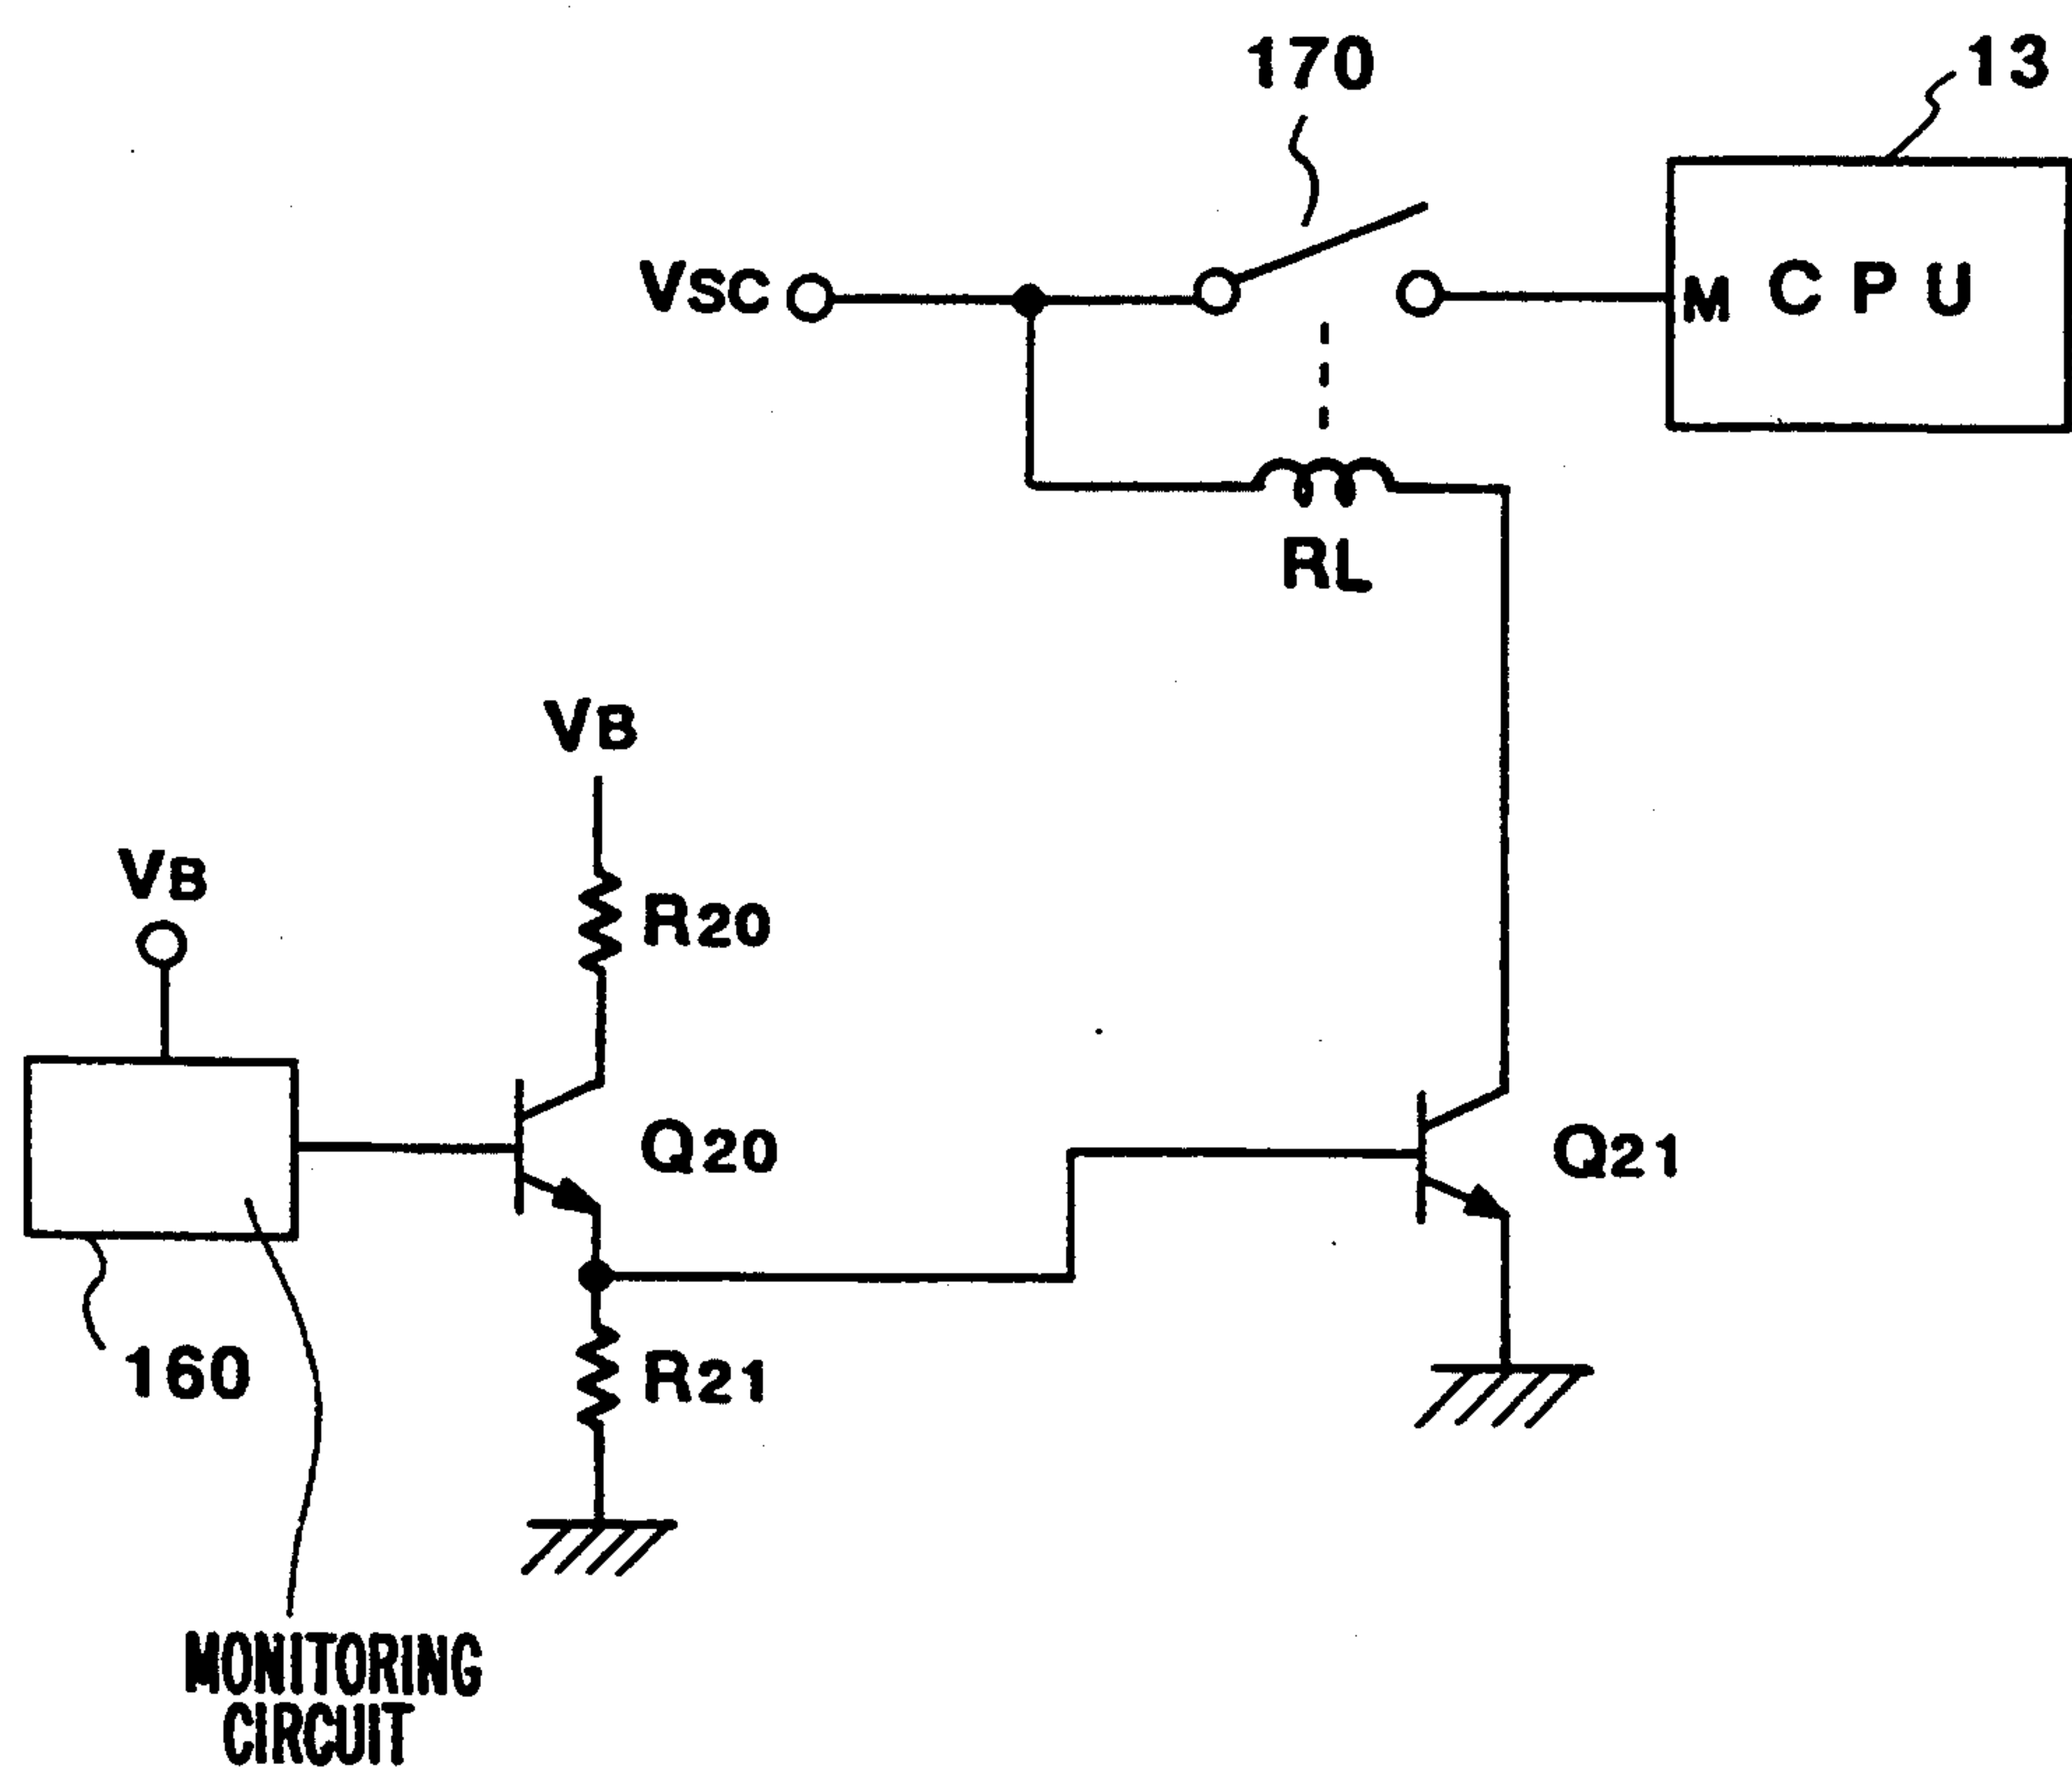 170
13
VSC
M CPU
RL
VB
VB
R20
Q20
Q21
160
R21
MONITORING
CIRCUIT